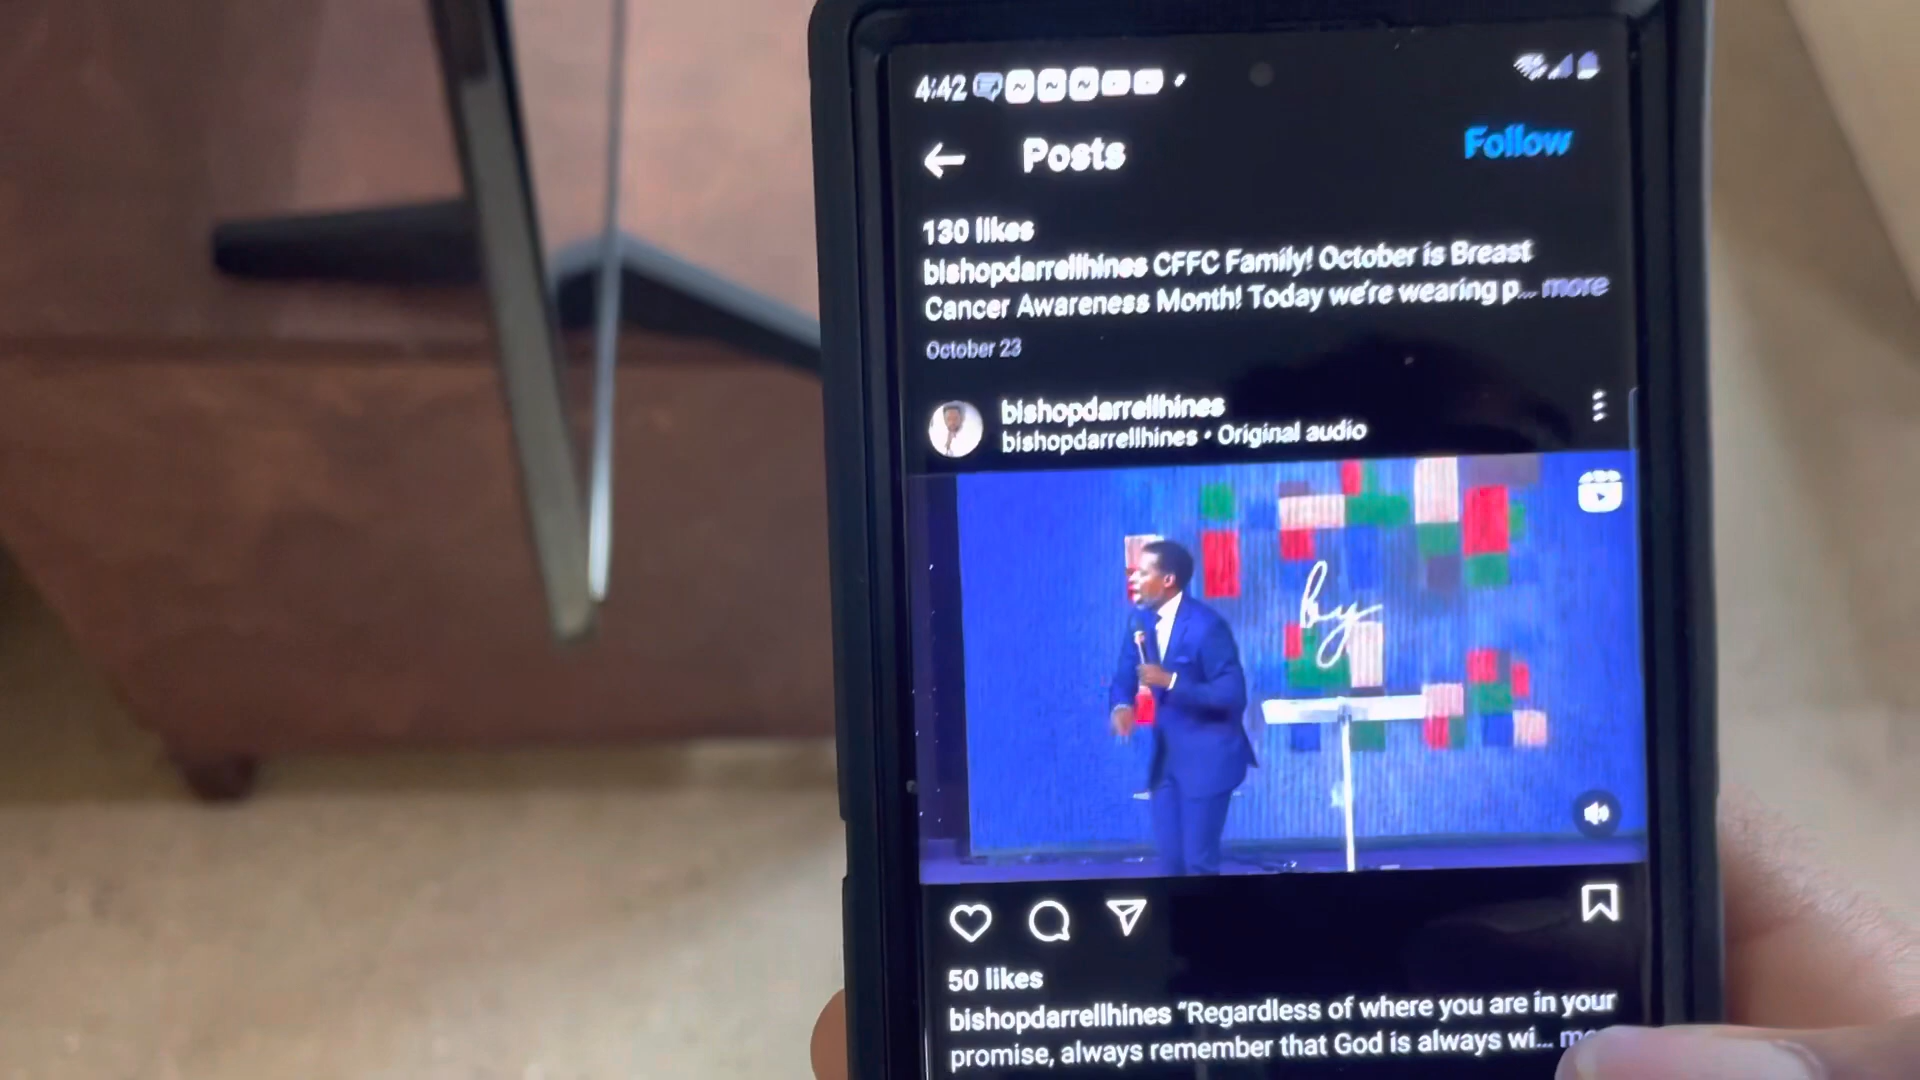 4:42
Posts
Follow
130 likes
bishopdarrellhines CFFC Family! October is Breast
Cancer Awareness Month! Today we're wearing p... more
October 23
bishopdarrellhines
bishopdarrellhines • Original audio
by
50 likes
bishopdarrellhines “Regardless of where you are in your
promise, always remember that God is always wi...